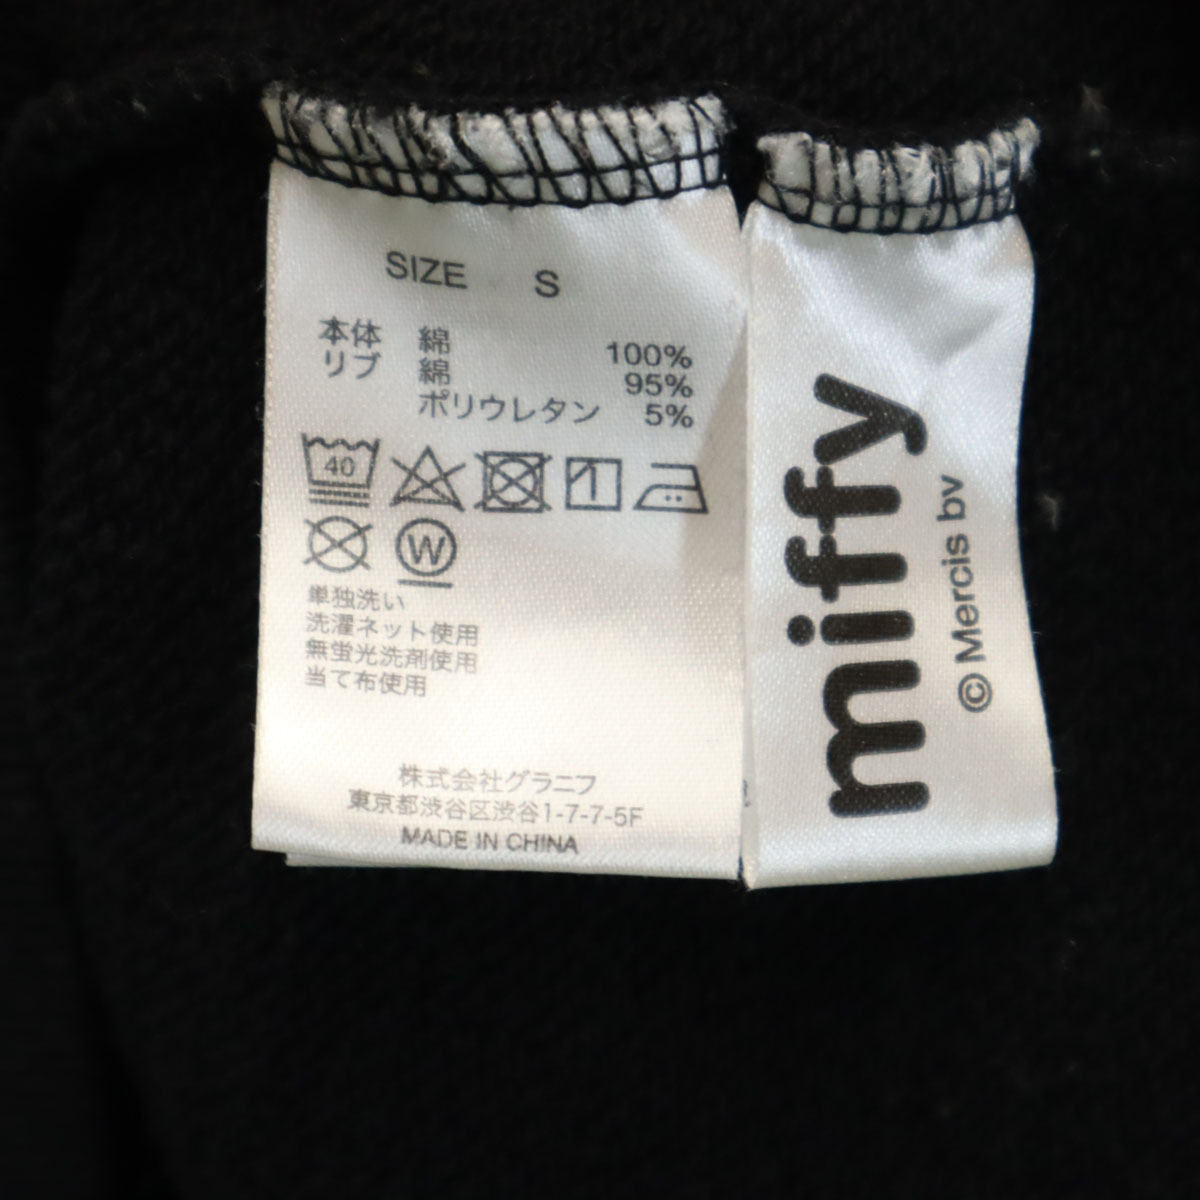 SIZE S
本体 綿 100%
リブ 綿 95%
ポリウレタン 5%
40
W
単独洗い
洗濯ネット使用
無蛍光洗剤使用
当て布使用
株式会社グラニフ
東京都渋谷区渋谷1-7-7-5F
MADE IN CHINA
miffy
© Mercis bv